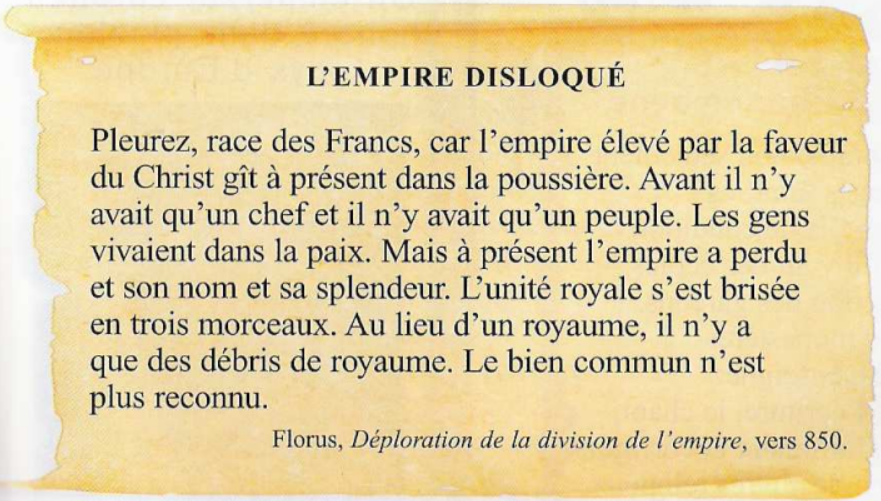 L'EMPIRE DISLOQUÉ
Pleurez, race des Francs, car l'empire élevé par la faveur
du Christ gît à présent dans la poussière. Avant il n'y
avait qu'un chef et il n'y avait qu'un peuple. Les gens
vivaient dans la paix. Mais à présent l'empire a perdu
et son nom et sa splendeur. L'unité royale s'est brisée
en trois morceaux. Au lieu d'un royaume, il n'y a
que des débris de royaume. Le bien commun n'est
plus reconnu.
Florus, Déploration de la division de l'empire, vers 850.